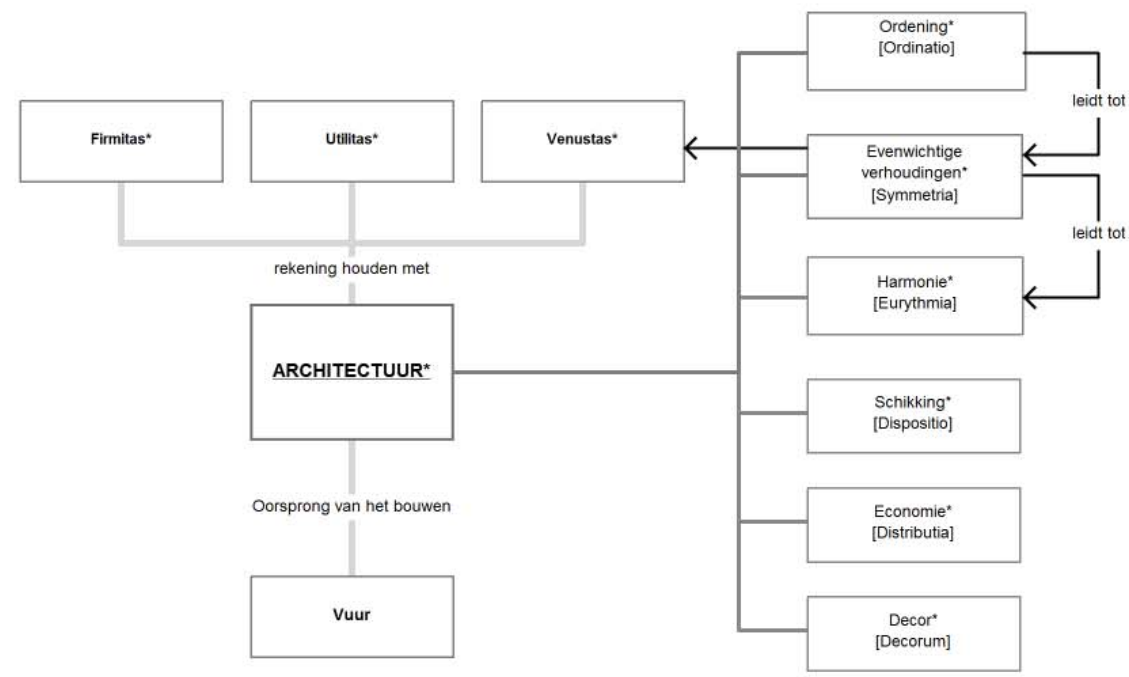 Ordening*
[Ordinatio]
leidt tot
Firmitas*
Utilitas*
Venustas*
Evenwichtige
verhoudingen*
[Symmetria]
leidt tot
rekening houden met
Harmonie*
[Eurythmia]
ARCHITECTUUR*
Schikking*
[Dispositio]
Oorsprong van het bouwen
Economie*
[Distributia]
Vuur
Decor*
[Decorum]